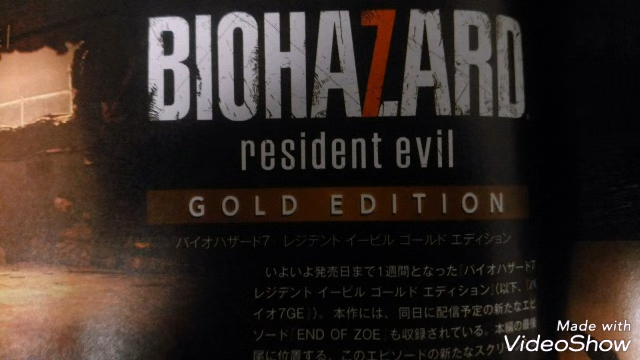 BIOHAZARD
resident evil
GOLD EDITION
バイオハザード7 レジデント イービル ゴールド エディション
いよいよ発売日まで1週間となった『バイオハザード7
レジデント イービル ゴールド エディション』(以下、『バ
イオ7GE』)。本作には、同日に配信予定の新たなエピ
ソード『END OF ZOE』も収録されている。本編の最
尾に位置する、このエピソードの新たなスクリ
Made with
VideoShow